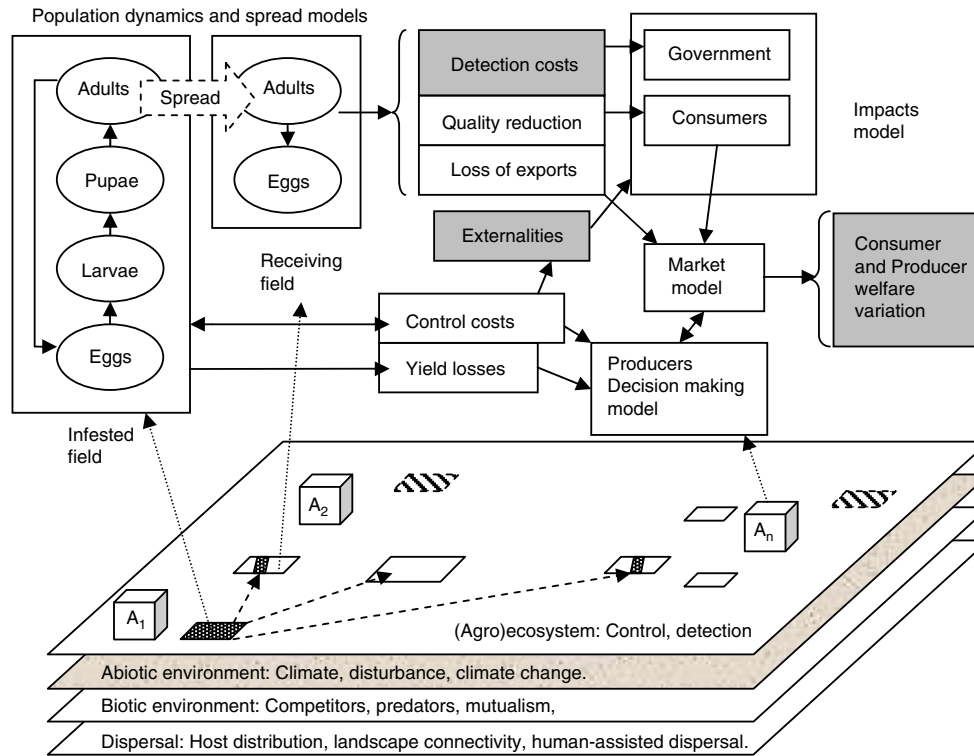 Population dynamics and spread models
Adults
Spread
Adults
Pupae
Eggs
Larvae
Eggs
Detection costs
Quality reduction
Loss of exports
Government
Consumers
Impacts
model
Externalities
Receiving
field
Market
model
Consumer
and Producer
welfare
variation
Control costs
Yield losses
Producers
Decision making
model
Infested
field
A2
An
A1
(Agro)ecosystem: Control, detection
Abiotic environment: Climate, disturbance, climate change.
Biotic environment: Competitors, predators, mutualism,
Dispersal: Host distribution, landscape connectivity, human-assisted dispersal.